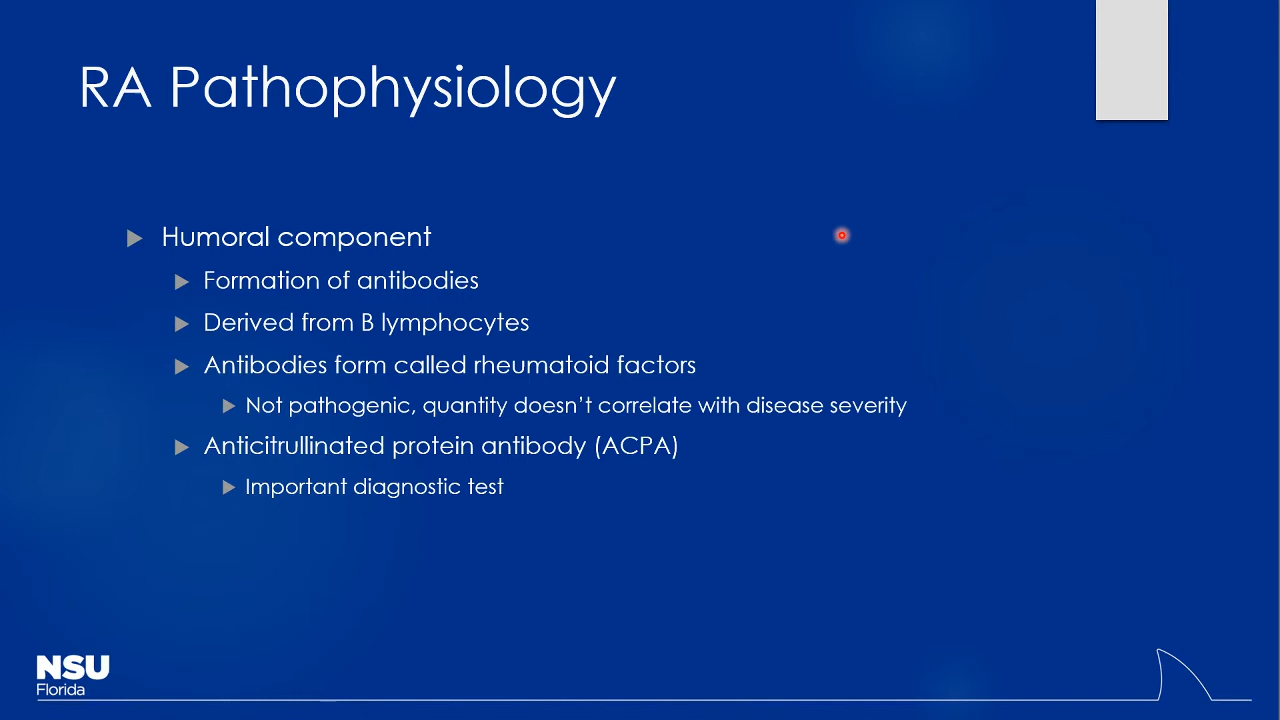 RA Pathophysiology
Humoral component
Formation of antibodies
Derived from B lymphocytes
Antibodies form called rheumatoid factors
Not pathogenic, quantity doesn't correlate with disease severity
Anticitrullinated protein antibody (ACPA)
Important diagnostic test
NSU
Florida